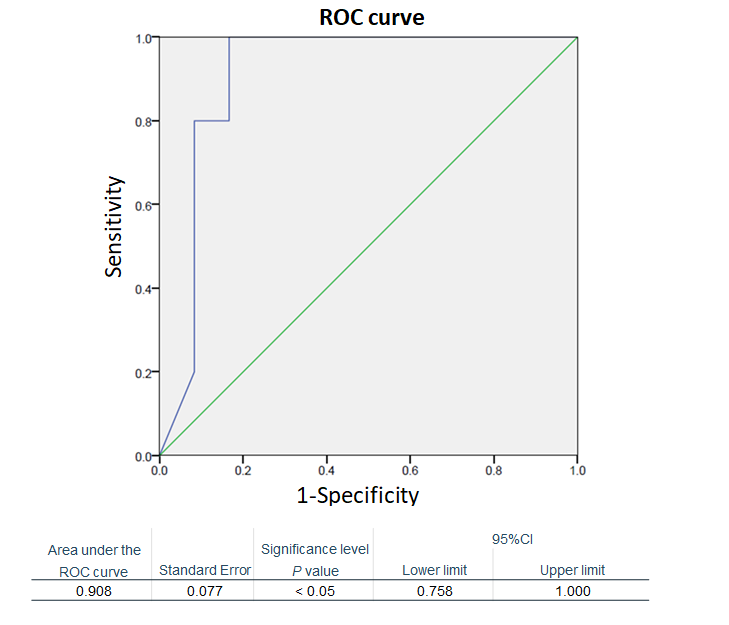 ROC curve
1.0
0.8
0.6
0.4
0.2
0.0
Sensitivity
0.0 0.2 0.4 0.6 0.8 1.0
1-Specificity
Area under the ROC curve
Standard Error
Significance level P value
95%CI
Lower limit Upper limit
0.908 0.077 < 0.05 0.758 1.000